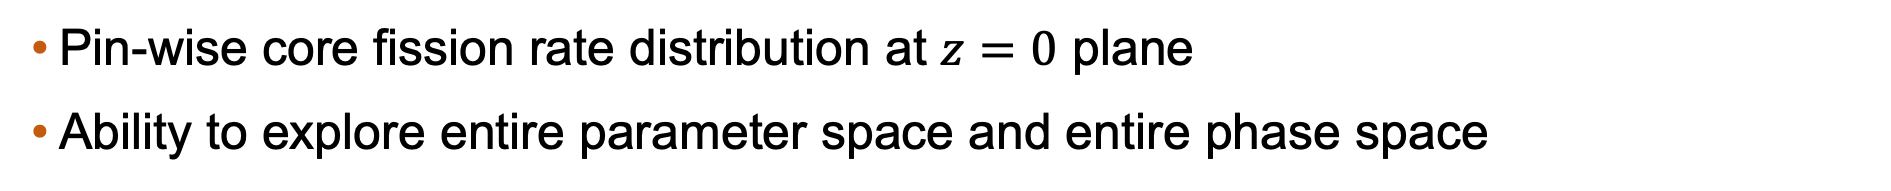 • Pin-wise core fission rate distribution at z = 0 plane
• Ability to explore entire parameter space and entire phase space